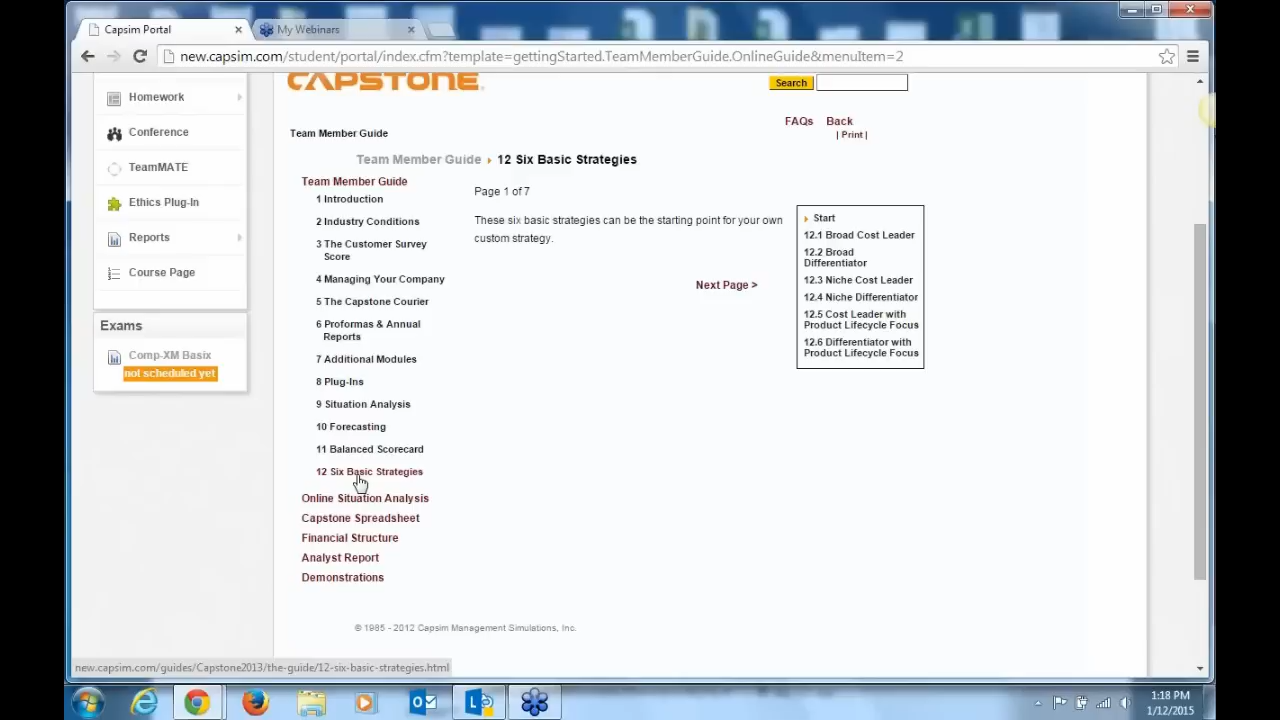 Capsim Portal
My Webinars
new.capsim.com/student/portal/index.cfm?template=gettingStarted.TeamMemberGuide.OnlineGuide&menuItem=2
Homework
Conference
TeamMATE
Ethics Plug-In
Reports
Course Page
Exams
Comp-XM Basix
not scheduled yet
CAPSTONE
Search
FAQs Back
| Print |
Team Member Guide
Team Member Guide 12 Six Basic Strategies
Team Member Guide
1 Introduction
2 Industry Conditions
3 The Customer Survey
Score
4 Managing Your Company
5 The Capstone Courier
6 Proformas & Annual
Reports
7 Additional Modules
8 Plug-Ins
9 Situation Analysis
10 Forecasting
11 Balanced Scorecard
12 Six Basic Strategies
Online Situation Analysis
Capstone Spreadsheet
Financial Structure
Analyst Report
Demonstrations
Page 1 of 7
These six basic strategies can be the starting point for your own
custom strategy.
Next Page >
Start
12.1 Broad Cost Leader
12.2 Broad
Differentiator
12.3 Niche Cost Leader
12.4 Niche Differentiator
12.5 Cost Leader with
Product Lifecycle Focus
12.6 Differentiator with
Product Lifecycle Focus
© 1985 - 2012 Capsim Management Simulations, Inc.
new.capsim.com/guides/Capstone2013/the-guide/12-six-basic-strategies.html
1:18 PM
1/12/2015